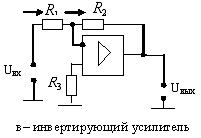 R₁ R₂
R₃
Uвх
Uвых
в – инвертирующий усилитель